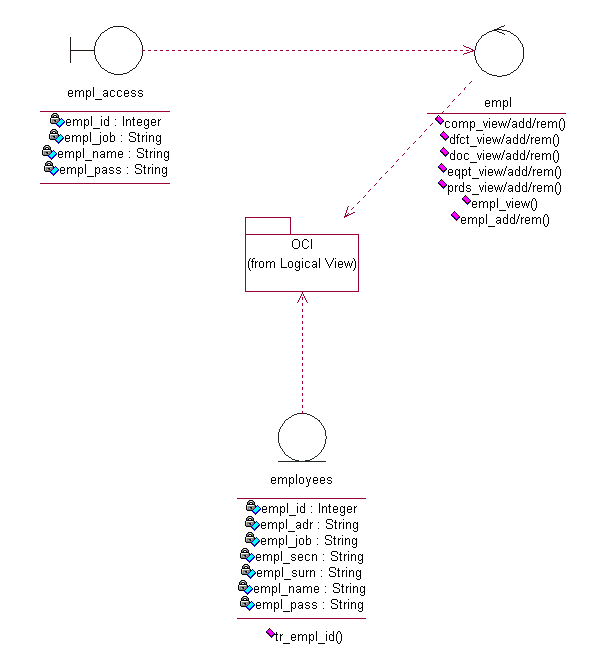 empl_access
empl_id : Integer
empl_job : String
empl_name : String
empl_pass : String
empl
comp_view/add/rem()
dfct_view/add/rem()
doc_view/add/rem()
eqpt_view/add/rem()
prds_view/add/rem()
empl_view()
empl_add/rem()
OCI
(from Logical View)
employees
empl_id : Integer
empl_adr : String
empl_job : String
empl_secn : String
empl_surn : String
empl_name : String
empl_pass : String
tr_empl_id()